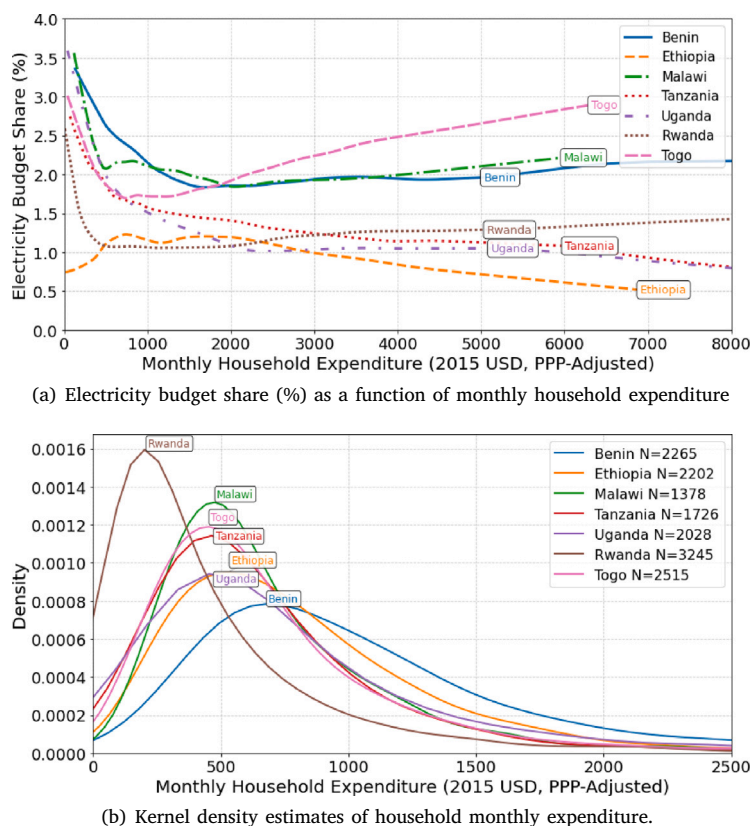 4.0
3.5
3.0
2.5
2.0
1.5
1.0
0.5
0.0
Electricity Budget Share (%)
Benin
Ethiopia
Malawi
Tanzania
Uganda
Rwanda
Togo
Togo
Malawi
Benin
Rwanda
Uganda
Tanzania
Ethiopia
0 1000 2000 3000 4000 5000 6000 7000 8000
Monthly Household Expenditure (2015 USD, PPP-Adjusted)
(a) Electricity budget share (%) as a function of monthly household expenditure
0.0016
0.0014
0.0012
0.0010
0.0008
0.0006
0.0004
0.0002
0.0000
Density
Rwanda
Malawi
Togo
Tanzania
Ethiopia
Uganda
Benin
Benin N=2265
Ethiopia N=2202
Malawi N=1378
Tanzania N=1726
Uganda N=2028
Rwanda N=3245
Togo N=2515
0 500 1000 1500 2000 2500
Monthly Household Expenditure (2015 USD, PPP-Adjusted)
(b) Kernel density estimates of household monthly expenditure.